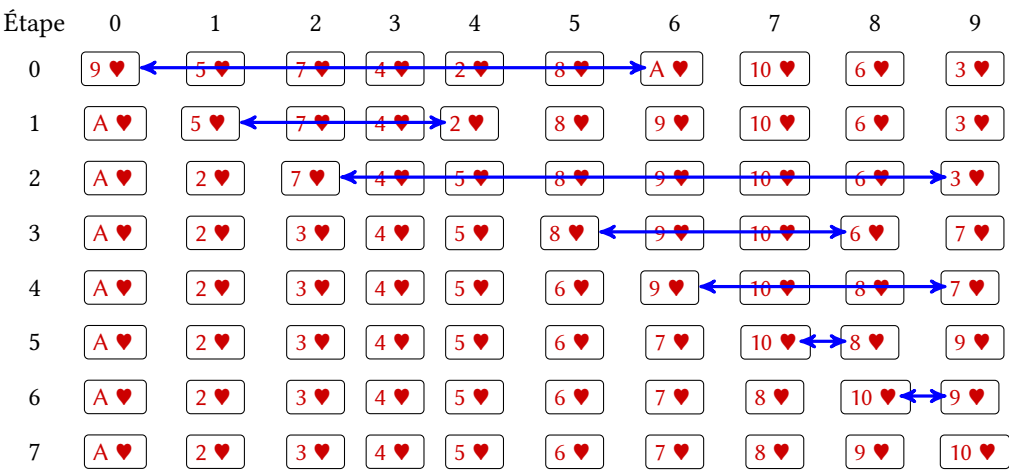 Étape 0 1 2 3 4 5 6 7 8 9
0 9 ♥ 5 ♥ 7 ♥ 4 ♥ 2 ♥ 8 ♥ A ♥ 10 ♥ 6 ♥ 3 ♥
1 A ♥ 5 ♥ 7 ♥ 4 ♥ 2 ♥ 8 ♥ 9 ♥ 10 ♥ 6 ♥ 3 ♥
2 A ♥ 2 ♥ 7 ♥ 4 ♥ 5 ♥ 8 ♥ 9 ♥ 10 ♥ 6 ♥ 3 ♥
3 A ♥ 2 ♥ 3 ♥ 4 ♥ 5 ♥ 8 ♥ 9 ♥ 10 ♥ 6 ♥ 7 ♥
4 A ♥ 2 ♥ 3 ♥ 4 ♥ 5 ♥ 6 ♥ 9 ♥ 10 ♥ 8 ♥ 7 ♥
5 A ♥ 2 ♥ 3 ♥ 4 ♥ 5 ♥ 6 ♥ 7 ♥ 10 ♥ 8 ♥ 9 ♥
6 A ♥ 2 ♥ 3 ♥ 4 ♥ 5 ♥ 6 ♥ 7 ♥ 8 ♥ 10 ♥ 9 ♥
7 A ♥ 2 ♥ 3 ♥ 4 ♥ 5 ♥ 6 ♥ 7 ♥ 8 ♥ 9 ♥ 10 ♥